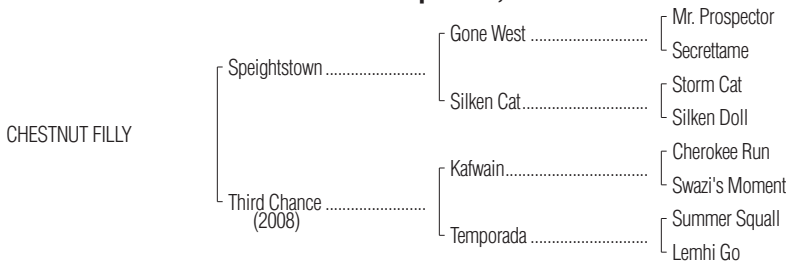 Mr. Prospector
Gone West ................................
Secrettame
Speightstown ...........................
Storm Cat
Silken Cat..................................
Silken Doll
CHESTNUT FILLY
Cherokee Run
Kafwain......................................
Swazi's Moment
Third Chance ............................
(2008)
Summer Squall
Temporada ................................
Lemhi Go